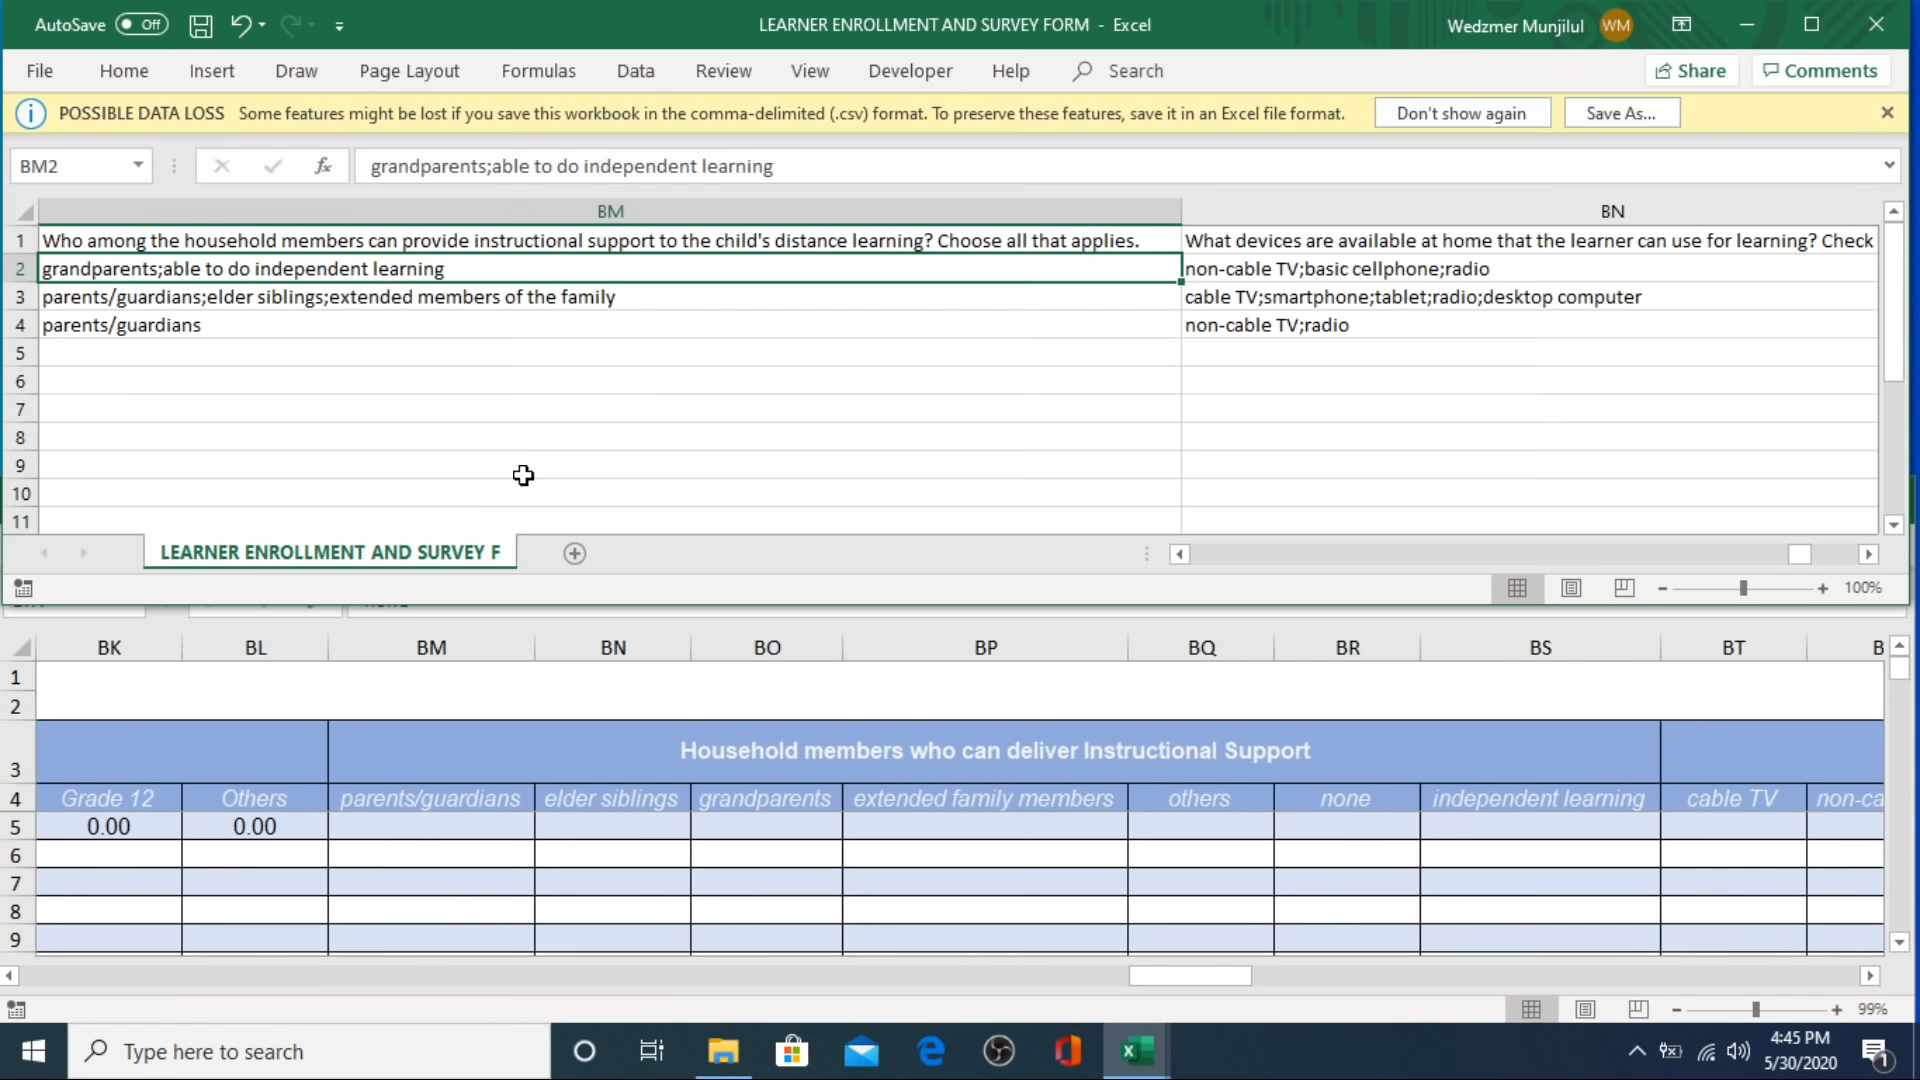 AutoSave Off LEARNER ENROLLMENT AND SURVEY FORM - Excel Wedzmer Munjilul WM
File Home Insert Draw Page Layout Formulas Data Review View Developer Help Search Share Comments
POSSIBLE DATA LOSS Some features might be lost if you save this workbook in the comma-delimited (.csv) format. To preserve these features, save it in an Excel file format. Don't show again Save As...
BM2 fx grandparents;able to do independent learning
BM BN
1 Who among the household members can provide instructional support to the child's distance learning? Choose all that applies. What devices are available at home that the learner can use for learning? Check
2 grandparents;able to do independent learning non-cable TV;basic cellphone;radio
3 parents/guardians;elder siblings;extended members of the family cable TV;smartphone;tablet;radio;desktop computer
4 parents/guardians non-cable TV;radio
5
6
7
8
9
10
11
LEARNER ENROLLMENT AND SURVEY F
100%
BK BL BM BN BO BP BQ BR BS BT B
1
2
3 Household members who can deliver Instructional Support
4 Grade 12 Others parents/guardians elder siblings grandparents extended family members others none independent learning cable TV non-ca
5 0.00 0.00
6
7
8
9
99%
Type here to search 4:45 PM
5/30/2020 1